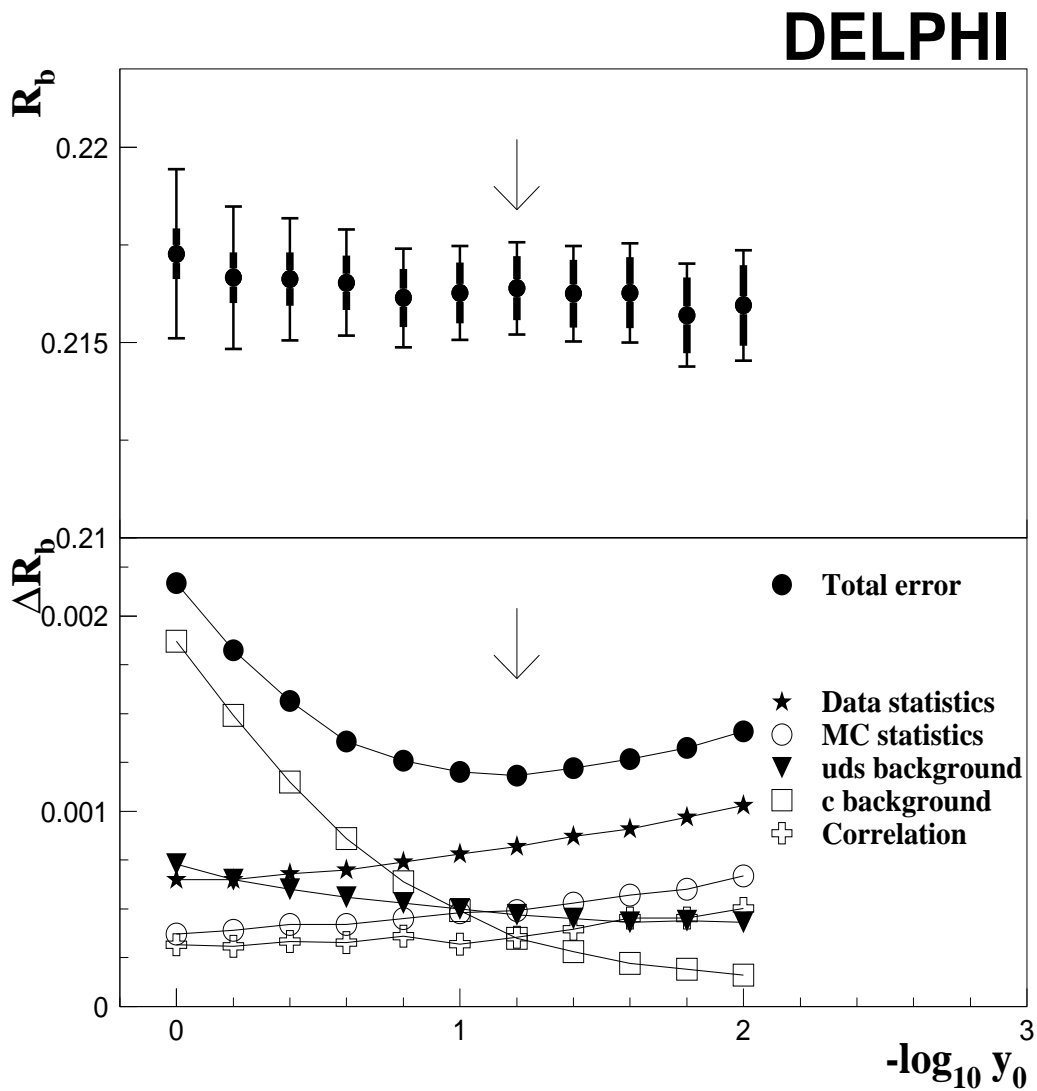 DELPHI
R_b
0.22
0.215
0.21
ΔR_b
0.002
0.001
0
Total error
Data statistics
MC statistics
uds background
c background
Correlation
0 1 2 3
-log_10 y_0